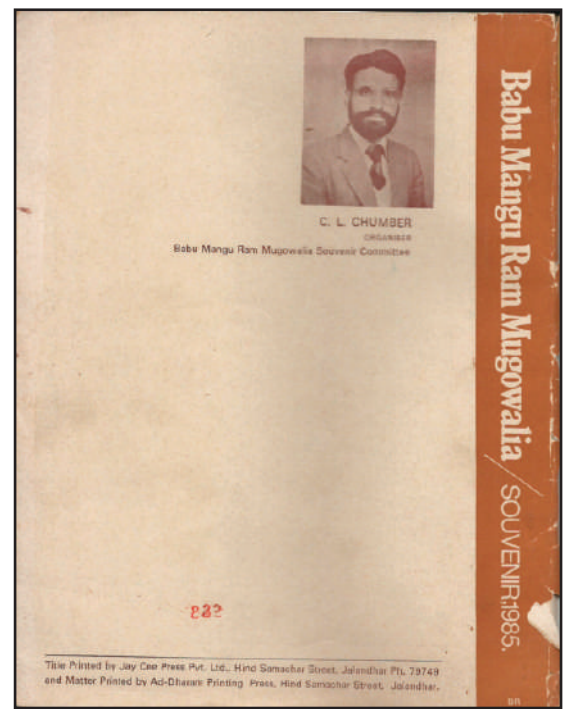 C. L. CHUMBER
ORGANISER
Babu Mangu Ram Mugowalia Souvenir Committee
Babu Mangu Ram Mugowalia / SOUVENIR:1985.
832
Title Printed by Jay Cee Press Pvt. Ltd., Hind Samachar Street, Jalandhar Ph. 79749
and Matter Printed by Ad-Dharam Printing Press, Hind Samachar Street, Jalandhar.